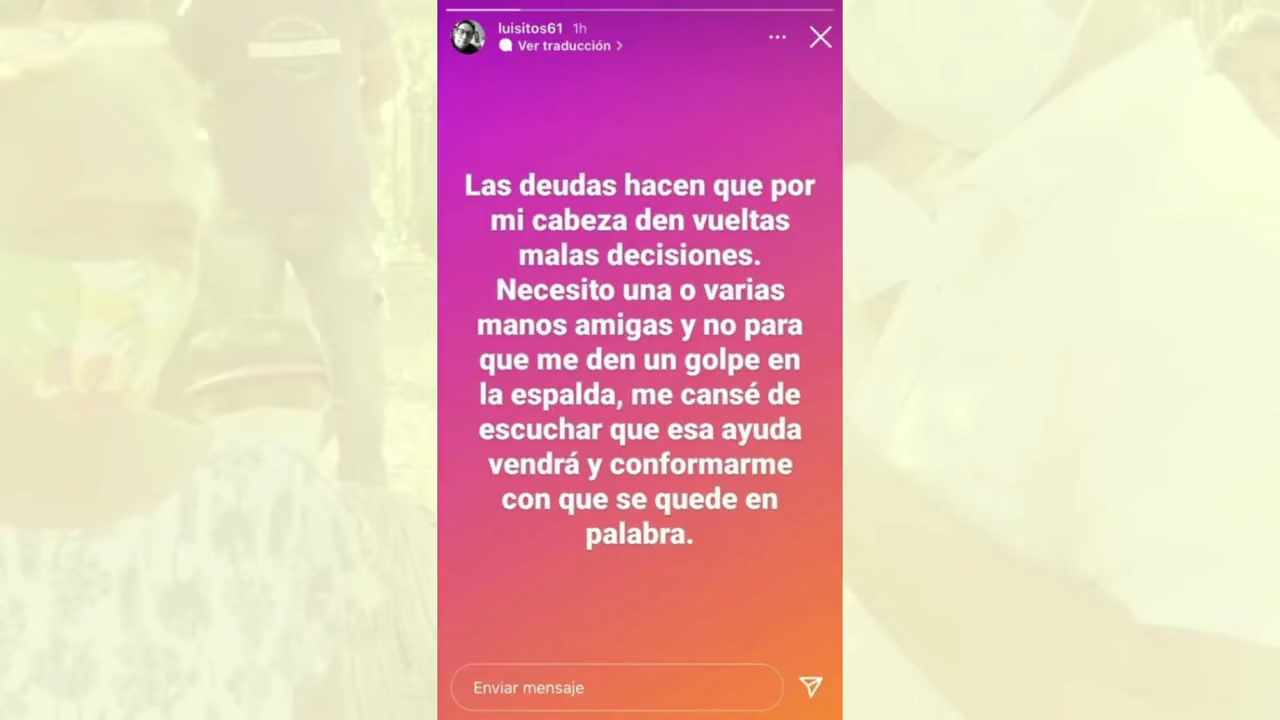 luisitos61 1h
Ver traducción >
Las deudas hacen que por
mi cabeza den vueltas
malas decisiones.
Necesito una o varias
manos amigas y no para
que me den un golpe en
la espalda, me cansé de
escuchar que esa ayuda
vendrá y conformarme
con que se quede en
palabra.
Enviar mensaje